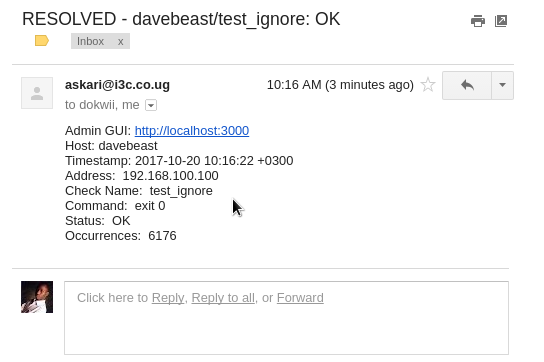 RESOLVED - davebeast/test_ignore: OK
Inbox x
askari@i3c.co.ug 10:16 AM (3 minutes ago)
to dokwii, me
Admin GUI: http://localhost:3000
Host: davebeast
Timestamp: 2017-10-20 10:16:22 +0300
Address:  192.168.100.100
Check Name:  test_ignore
Command:  exit 0
Status:  OK
Occurrences:  6176
Click here to Reply, Reply to all, or Forward